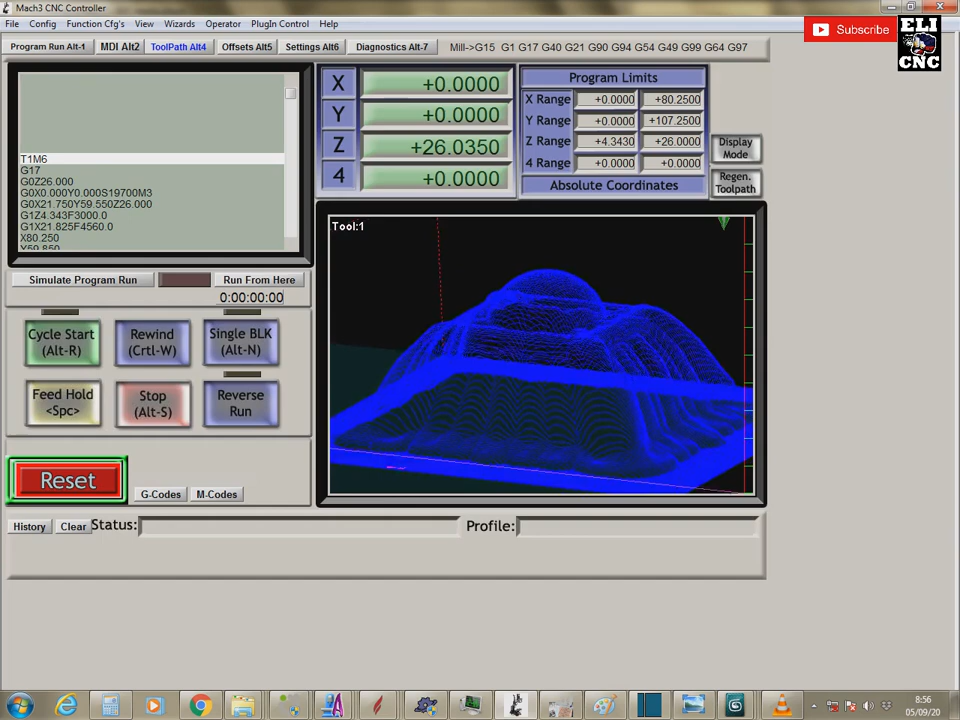 Mach3 CNC Controller
File Config Function Cfg's View Wizards Operator PlugIn Control Help
Subscribe
ELI CNC
Program Run Alt-1 MDI Alt2 ToolPath Alt4 Offsets Alt5 Settings Alt6 Diagnostics Alt-7 Mill->G15 G1 G17 G40 G21 G90 G94 G54 G49 G99 G64 G97
T1M6
G17
G0Z26.000
G0X0.000Y0.000S19700M3
G0X21.750Y59.550Z26.000
G1Z4.343F3000.0
G1X21.825F4560.0
X80.250
Y59.850
X +0.0000
Y +0.0000
Z +26.0350
4 +0.0000
Program Limits
X Range +0.0000 +80.2500
Y Range +0.0000 +107.2500
Z Range +4.3430 +26.0000
4 Range +0.0000 +0.0000
Absolute Coordinates
Display Mode
Regen. Toolpath
Tool:1
Simulate Program Run Run From Here
0:00:00:00
Cycle Start (Alt-R)
Rewind (Crtl-W)
Single BLK (Alt-N)
Feed Hold <Spc>
Stop (Alt-S)
Reverse Run
Reset
G-Codes M-Codes
History Clear Status: Profile:
8:56
05/09/20